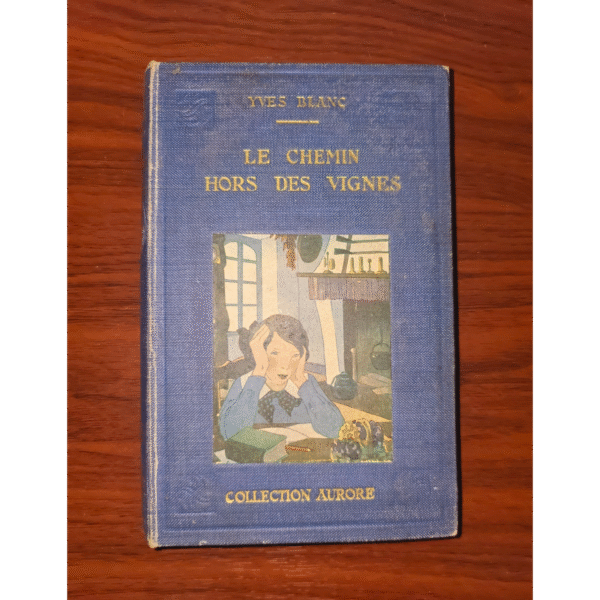 YVES BLANC
LE CHEMIN
HORS DES VIGNES
COLLECTION AURORE